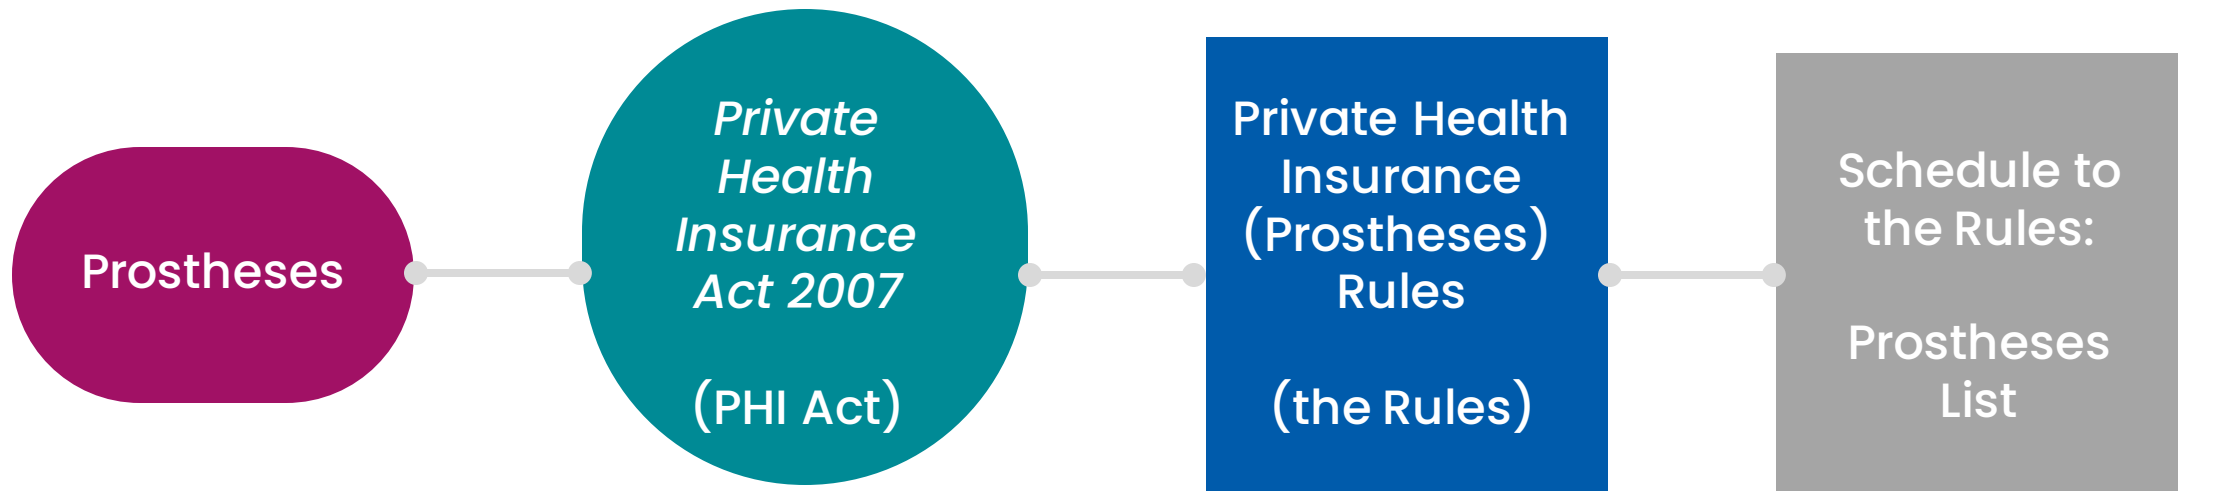 Prostheses
Private
Health
Insurance
Act 2007
(PHI Act)
Private Health
Insurance
(Prostheses)
Rules
(the Rules)
Schedule to
the Rules:
Prostheses
List